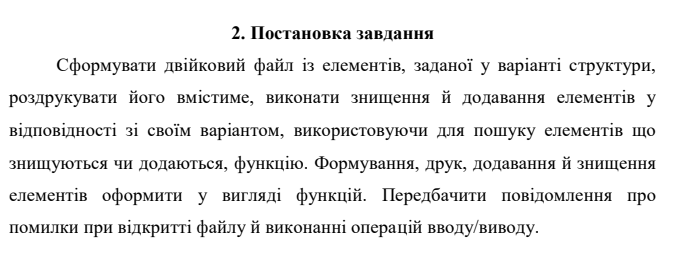 2. Постановка завдання
Сформувати двійковий файл із елементів, заданої у варіанті структури,
роздрукувати його вмістиме, виконати знищення й додавання елементів у
відповідності зі своїм варіантом, використовуючи для пошуку елементів що
знищуються чи додаються, функцію. Формування, друк, додавання й знищення
елементів оформити у вигляді функцій. Передбачити повідомлення про
помилки при відкритті файлу й виконанні операцій вводу/виводу.